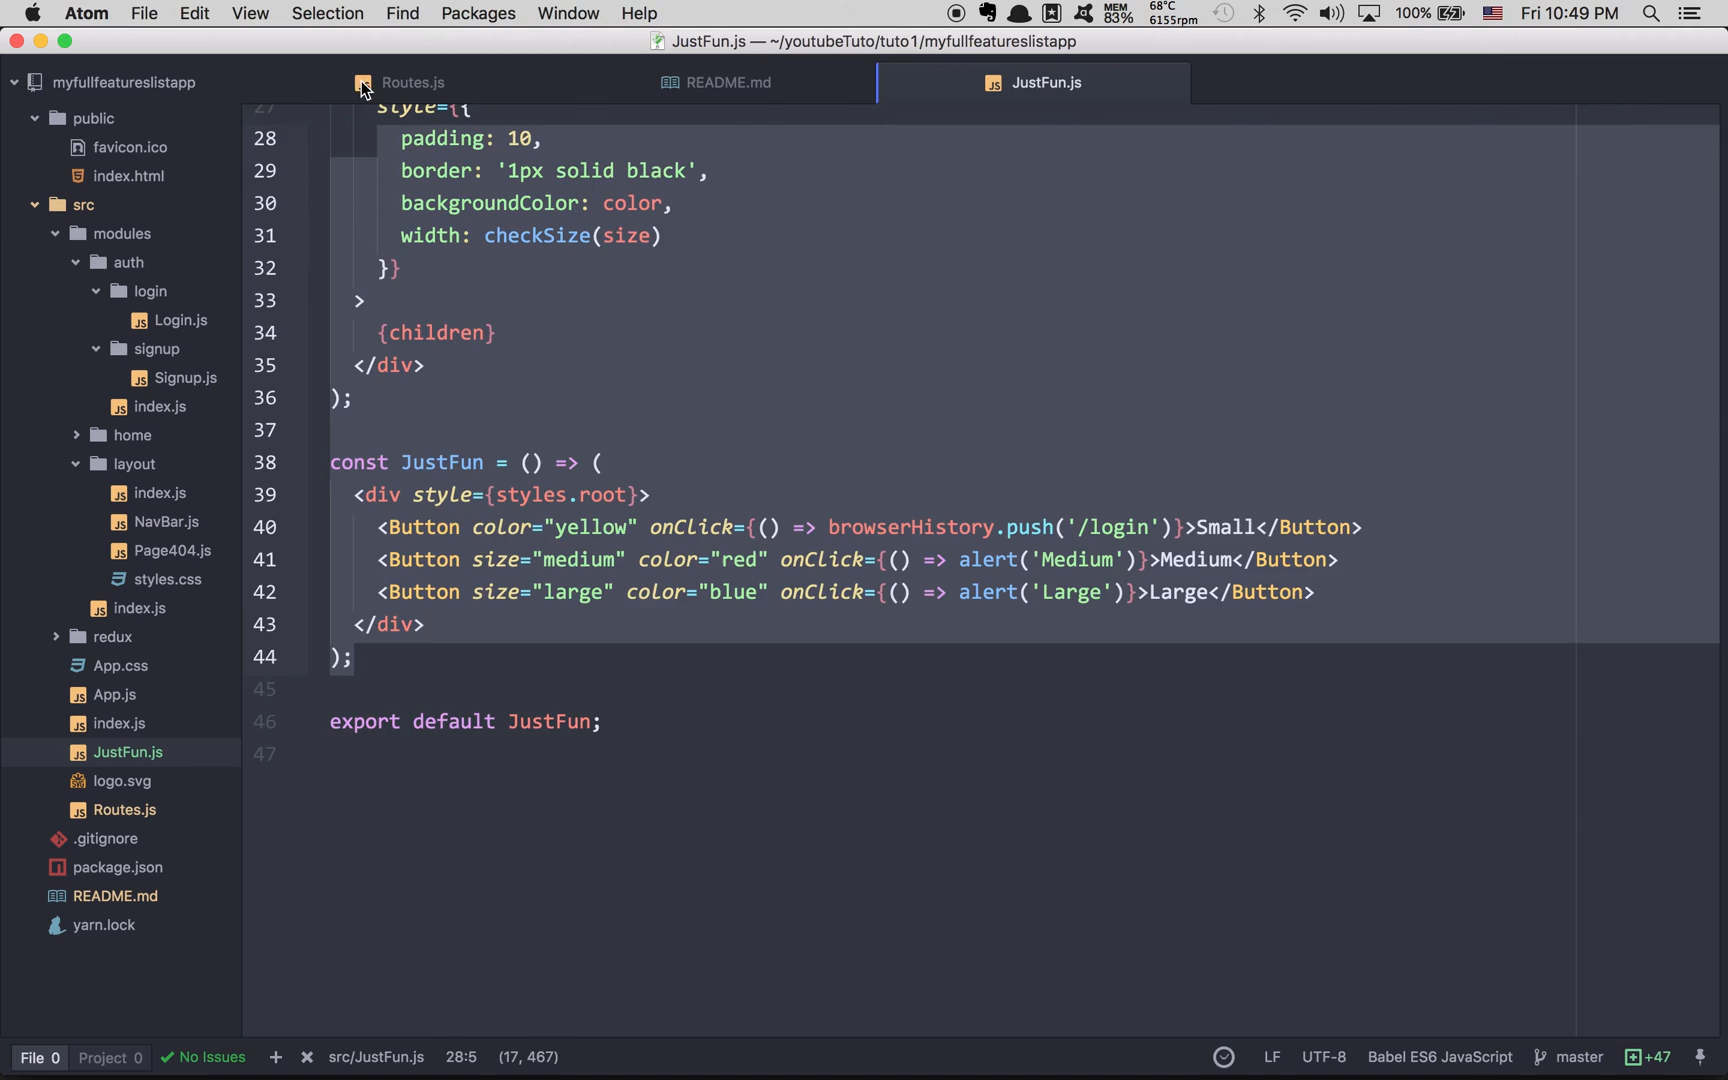 Atom File Edit View Selection Find Packages Window Help MEM 83% 68°C 6155rpm 100% Fri 10:49 PM
JustFun.js — ~/youtubeTuto/tuto1/myfullfeatureslistapp
myfullfeatureslistapp
public
favicon.ico
index.html
src
modules
auth
login
Login.js
signup
Signup.js
index.js
home
layout
index.js
NavBar.js
Page404.js
styles.css
index.js
redux
App.css
App.js
index.js
JustFun.js
logo.svg
Routes.js
.gitignore
package.json
README.md
yarn.lock
Routes.js README.md JustFun.js
27 style={{
28 padding: 10,
29 border: '1px solid black',
30 backgroundColor: color,
31 width: checkSize(size)
32 }}
33 >
34 {children}
35 </div>
36 );
37
38 const JustFun = () => (
39 <div style={styles.root}>
40 <Button color="yellow" onClick={() => browserHistory.push('/login')}>Small</Button>
41 <Button size="medium" color="red" onClick={() => alert('Medium')}>Medium</Button>
42 <Button size="large" color="blue" onClick={() => alert('Large')}>Large</Button>
43 </div>
44 );
45
46 export default JustFun;
47
File 0 Project 0 No Issues src/JustFun.js 28:5 (17, 467) LF UTF-8 Babel ES6 JavaScript master +47